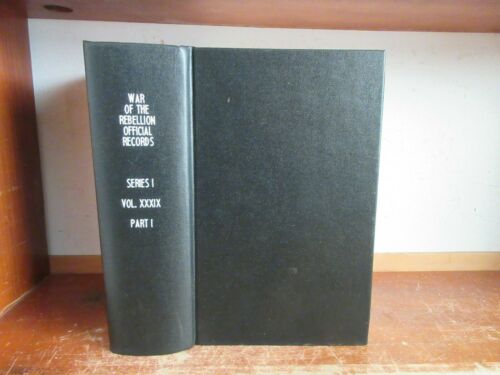 WAR
OF THE
REBELLION
OFFICIAL
RECORDS
SERIES I
VOL. XXXIX
PART I